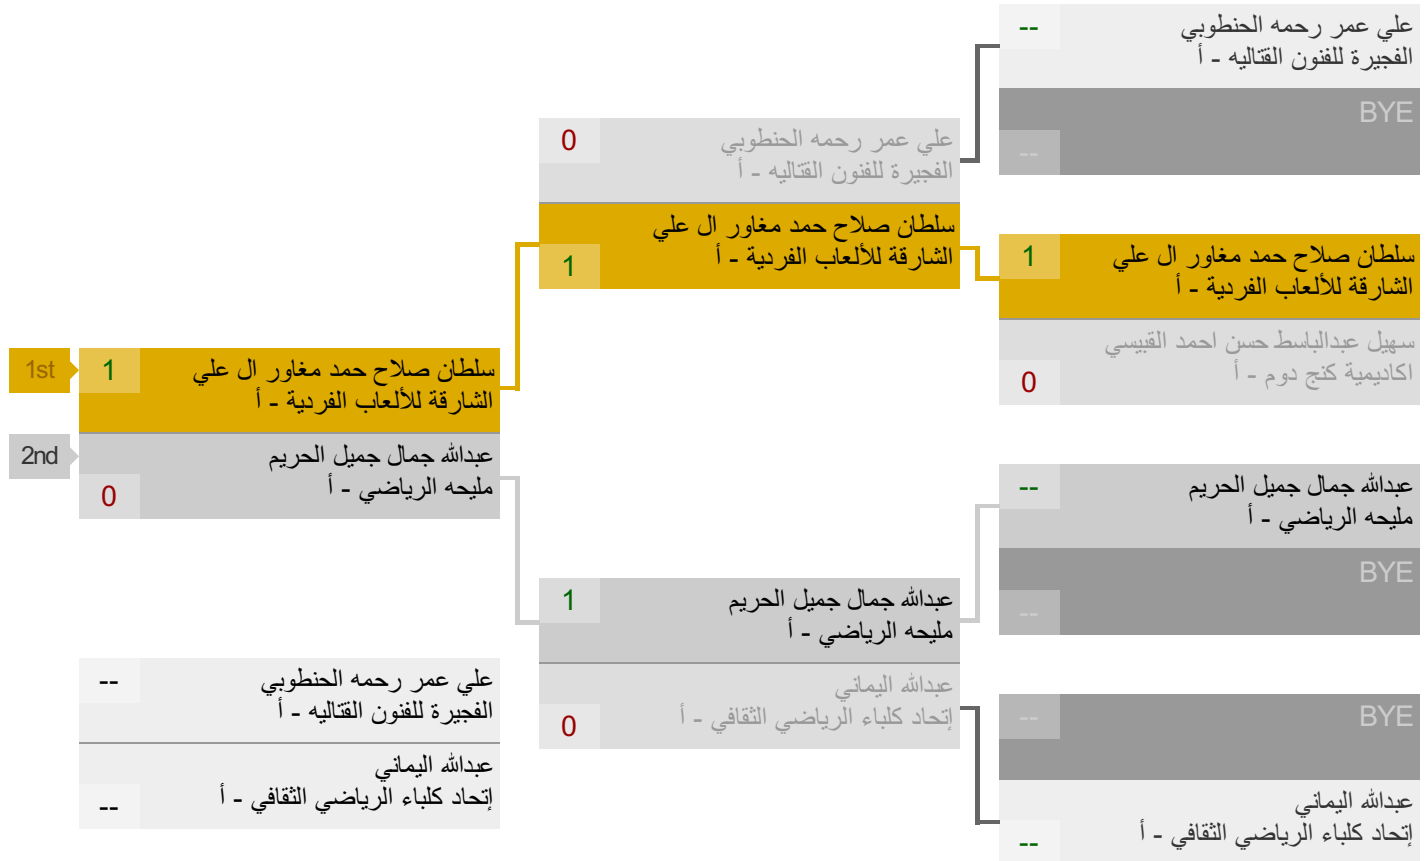 علي عمر رحمه الحنطوبي
--
الفجيرة للفنون القتاليه - أ
BYE
--
علي عمر رحمه الحنطوبي
0
الفجيرة للفنون القتاليه - أ
سلطان صلاح حمد مغاور ال علي
الشارقة للألعاب الفردية - أ
1
سلطان صلاح حمد مغاور ال علي
1
الشارقة للألعاب الفردية - أ
سهيل عبدالباسط حسن احمد القبيسي
اكاديمية كنج دوم - أ
0
1st
1
سلطان صلاح حمد مغاور ال علي
الشارقة للألعاب الفردية - أ
2nd
عبدالله جمال جميل الحريم
مليحه الرياضي - أ
0
عبدالله جمال جميل الحريم
--
مليحه الرياضي - أ
BYE
--
عبدالله جمال جميل الحريم
1
مليحه الرياضي - أ
عبدالله اليماني
إتحاد كلباء الرياضي الثقافي - أ
0
علي عمر رحمه الحنطوبي
--
الفجيرة للفنون القتاليه - أ
عبدالله اليماني
إتحاد كلباء الرياضي الثقافي - أ
--
BYE
--
عبدالله اليماني
إتحاد كلباء الرياضي الثقافي - أ
--